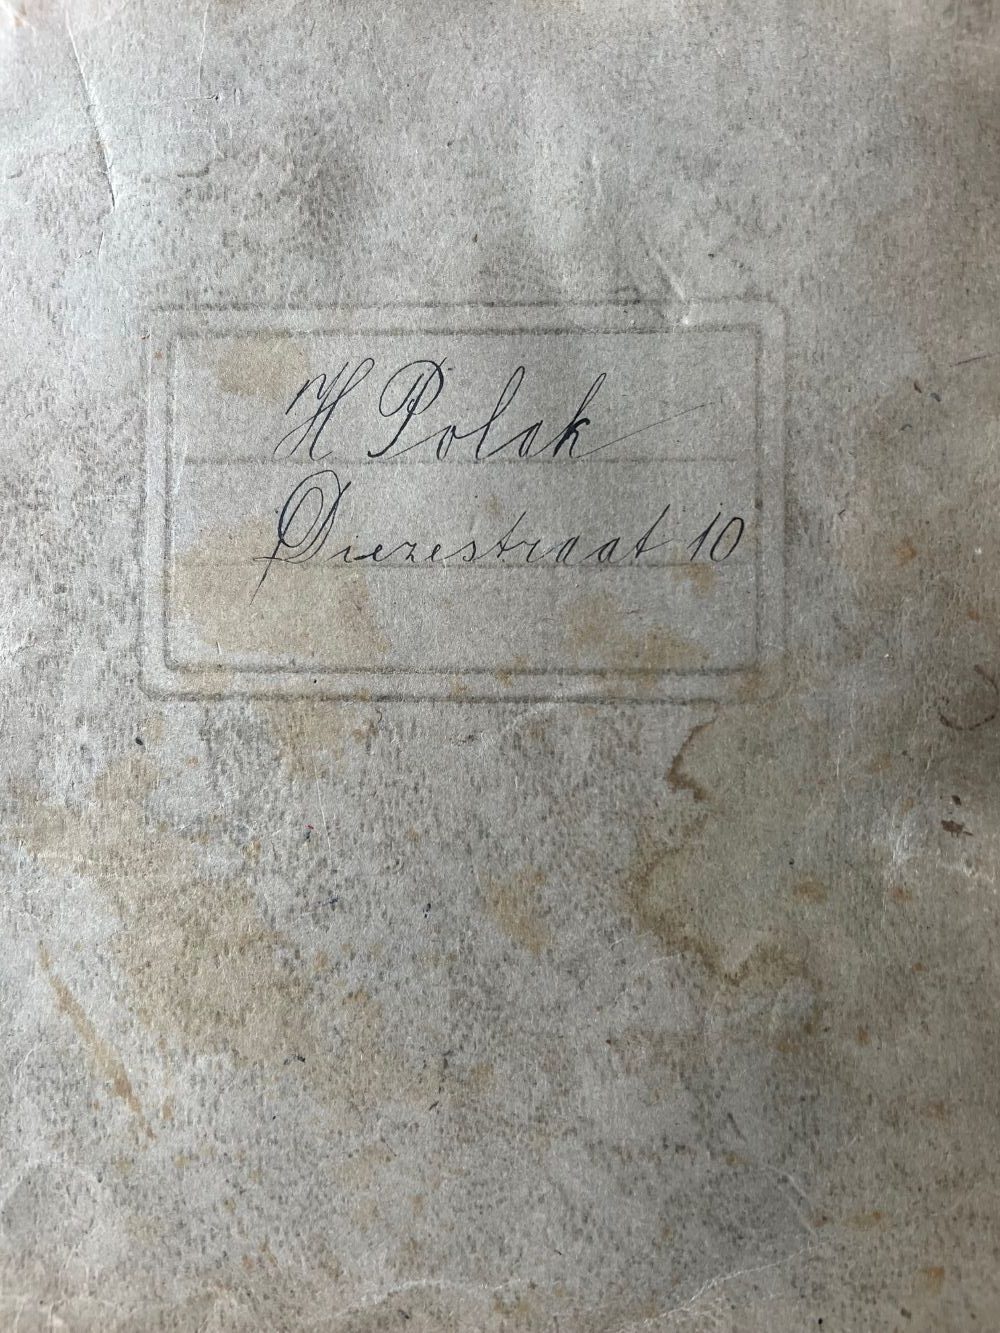 H Polak
Diezestraat 10